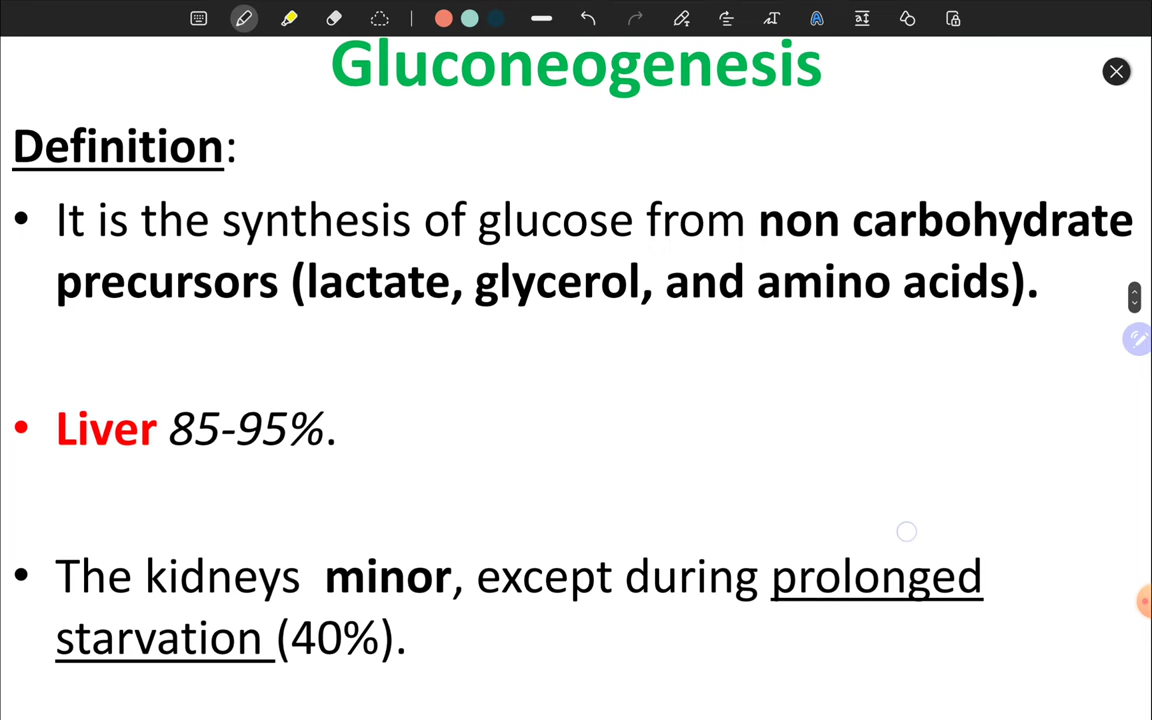 Gluconeogenesis
Definition:
• It is the synthesis of glucose from non carbohydrate
precursors (lactate, glycerol, and amino acids).
• Liver 85-95%.
• The kidneys minor, except during prolonged
starvation (40%).